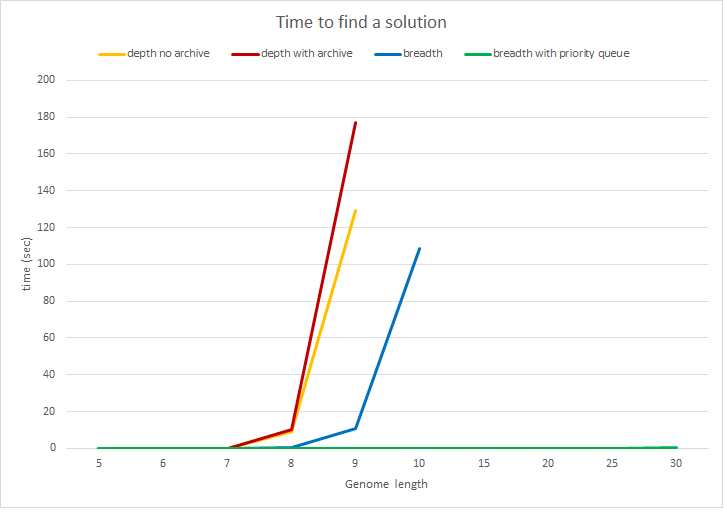 Time to find a solution
depth no archive depth with archive breadth breadth with priority queue
200
180
160
140
120
100
80
60
40
20
0
time (sec)
5 6 7 8 9 10 15 20 25 30
Genome length